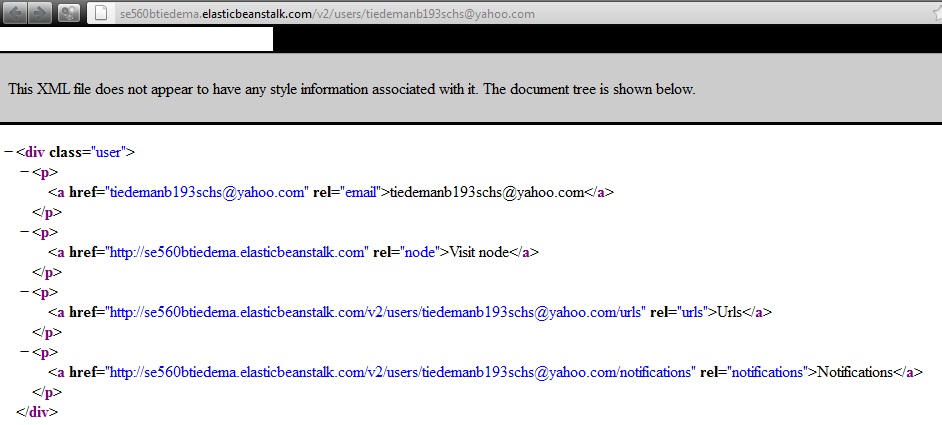 se560btiedema.elasticbeanstalk.com/v2/users/tiedemanb193schs@yahoo.com
This XML file does not appear to have any style information associated with it. The document tree is shown below.
−<div class="user">
−<p>
<a href="tiedemanb193schs@yahoo.com" rel="email">tiedemanb193schs@yahoo.com</a>
</p>
−<p>
<a href="http://se560btiedema.elasticbeanstalk.com" rel="node">Visit node</a>
</p>
−<p>
<a href="http://se560btiedema.elasticbeanstalk.com/v2/users/tiedemanb193schs@yahoo.com/urls" rel="urls">Urls</a>
</p>
−<p>
<a href="http://se560btiedema.elasticbeanstalk.com/v2/users/tiedemanb193schs@yahoo.com/notifications" rel="notifications">Notifications</a>
</p>
</div>